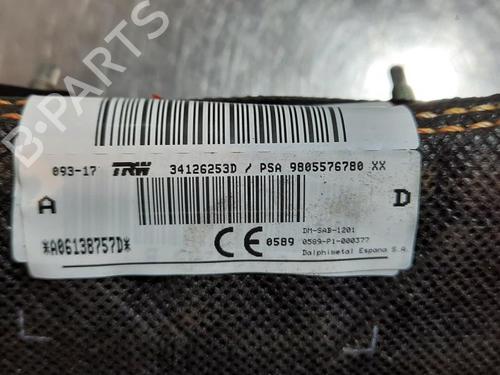 093-17 TRW 34126253D / PSA 9805576780 XX
A D
*A06138757D* CE 0589 DM-SAB-1201
0589-P1-000377
Dalphimetal Espana S.A.
B-PARTS